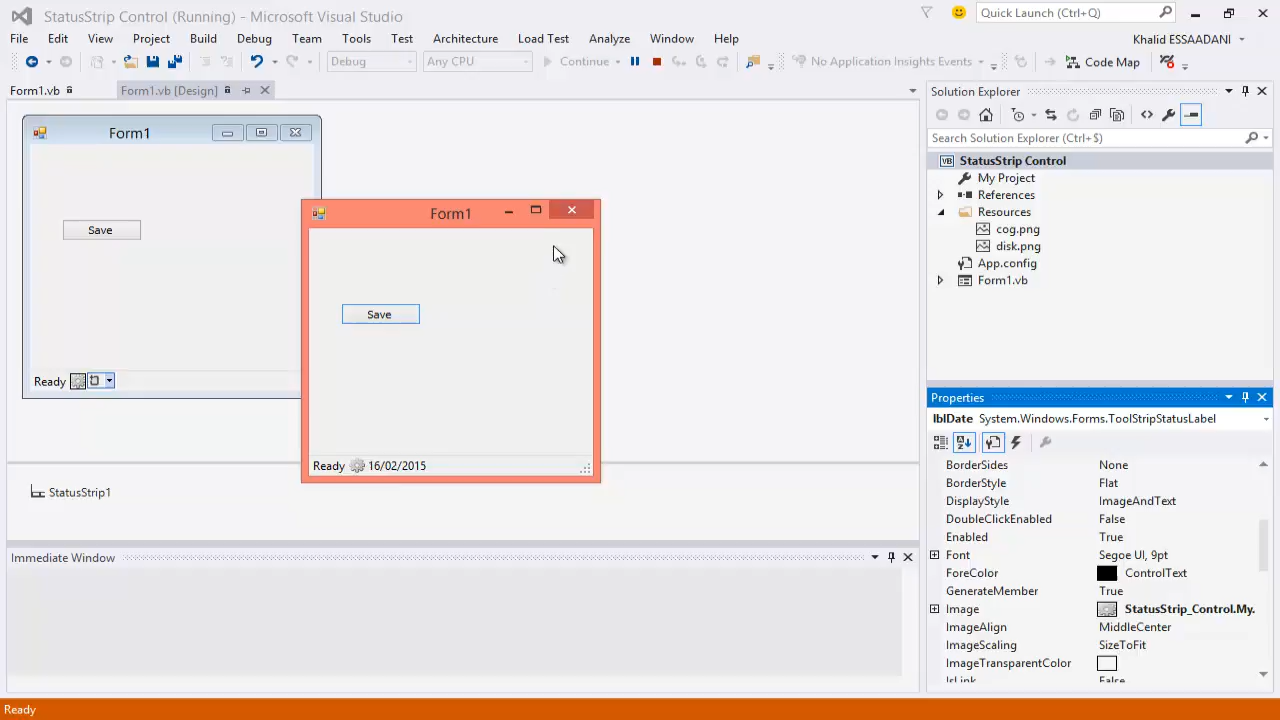 StatusStrip Control (Running) - Microsoft Visual Studio
Quick Launch (Ctrl+Q)
File Edit View Project Build Debug Team Tools Test Architecture Load Test Analyze Window Help
Khalid ESSAADANI
Debug Any CPU Continue No Application Insights Events Code Map
Form1.vb Form1.vb [Design]
Form1
Save
Ready
Form1
Save
Ready 16/02/2015
StatusStrip1
Immediate Window
Solution Explorer
Search Solution Explorer (Ctrl+$)
VB StatusStrip Control
My Project
References
Resources
cog.png
disk.png
App.config
Form1.vb
Properties
lblDate System.Windows.Forms.ToolStripStatusLabel
BorderSides None
BorderStyle Flat
DisplayStyle ImageAndText
DoubleClickEnabled False
Enabled True
Font Segoe UI, 9pt
ForeColor ControlText
GenerateMember True
Image StatusStrip_Control.My.
ImageAlign MiddleCenter
ImageScaling SizeToFit
ImageTransparentColor
IsLink False
Ready